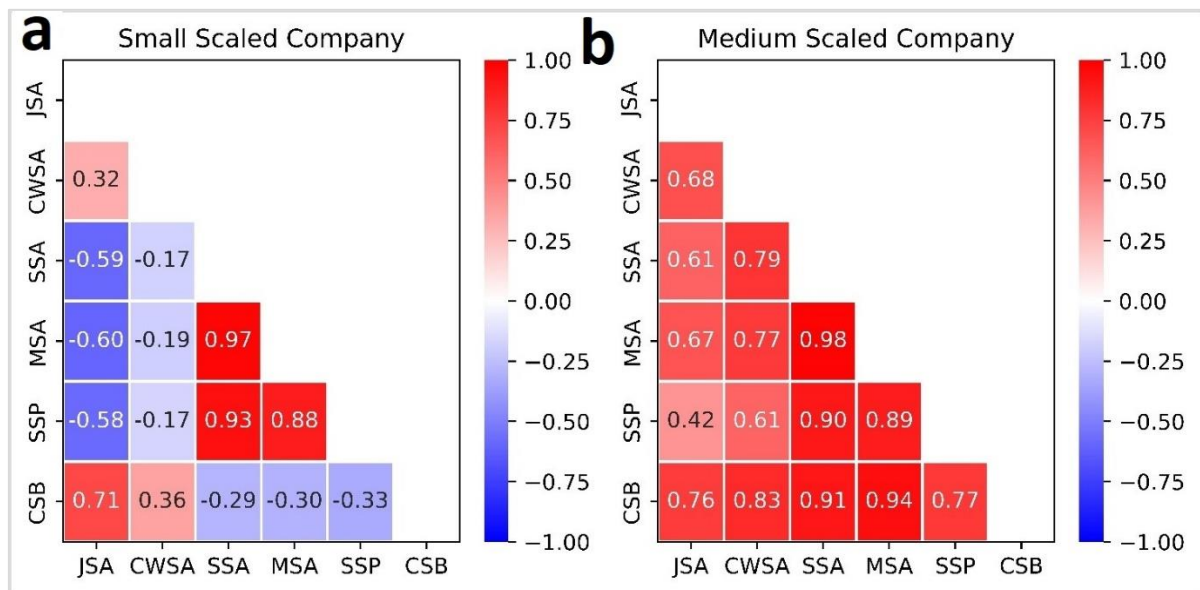 a
Small Scaled Company
JSA
CWSA 0.32
SSA -0.59 -0.17
MSA -0.60 -0.19 0.97
SSP -0.58 -0.17 0.93 0.88
CSB 0.71 0.36 -0.29 -0.30 -0.33
JSA CWSA SSA MSA SSP CSB
1.00
0.75
0.50
0.25
0.00
−0.25
−0.50
−0.75
−1.00
b
Medium Scaled Company
JSA
CWSA 0.68
SSA 0.61 0.79
MSA 0.67 0.77 0.98
SSP 0.42 0.61 0.90 0.89
CSB 0.76 0.83 0.91 0.94 0.77
JSA CWSA SSA MSA SSP CSB
1.00
0.75
0.50
0.25
0.00
−0.25
−0.50
−0.75
−1.00